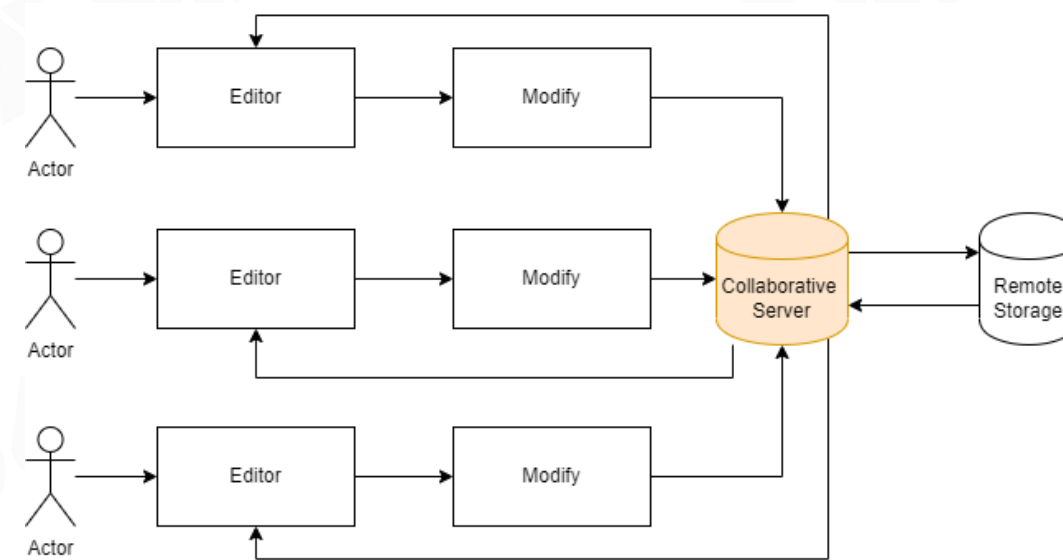 Actor
Editor
Modify
Actor
Editor
Modify
Collaborative
Server
Remote
Storage
Actor
Editor
Modify